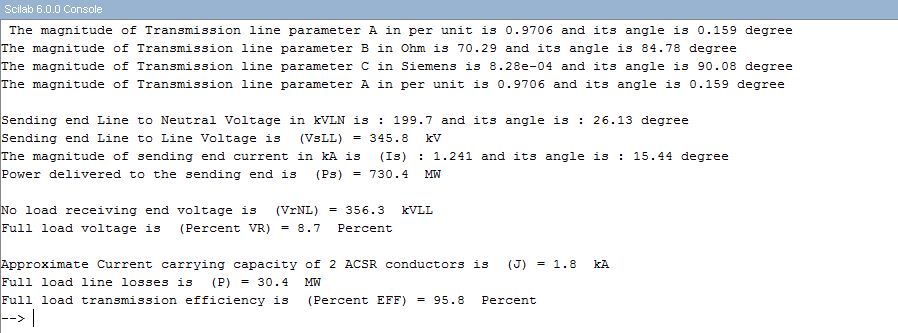 Scilab 6.0.0 Console
The magnitude of Transmission line parameter A in per unit is 0.9706 and its angle is 0.159 degree
The magnitude of Transmission line parameter B in Ohm is 70.29 and its angle is 84.78 degree
The magnitude of Transmission line parameter C in Siemens is 8.28e-04 and its angle is 90.08 degree
The magnitude of Transmission line parameter A in per unit is 0.9706 and its angle is 0.159 degree
Sending end Line to Neutral Voltage in kVLN is : 199.7 and its angle is : 26.13 degree
Sending end Line to Line Voltage is  (VsLL) = 345.8  kV
The magnitude of sending end current in kA is  (Is) : 1.241 and its angle is : 15.44 degree
Power delivered to the sending end is  (Ps) = 730.4  MW
No load receiving end voltage is  (VrNL) = 356.3  kVLL
Full load voltage is  (Percent VR) = 8.7  Percent
Approximate Current carrying capacity of 2 ACSR conductors is  (J) = 1.8  kA
Full load line losses is  (P) = 30.4  MW
Full load transmission efficiency is  (Percent EFF) = 95.8  Percent
-->